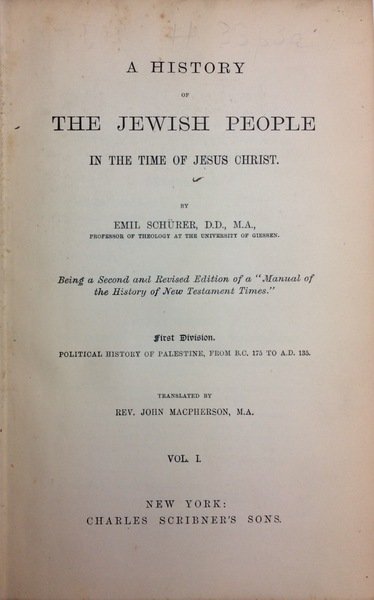 A HISTORY
OF
THE JEWISH PEOPLE
IN THE TIME OF JESUS CHRIST.
BY
EMIL SCHÜRER, D.D., M.A.,
PROFESSOR OF THEOLOGY AT THE UNIVERSITY OF GIESSEN.
Being a Second and Revised Edition of a "Manual of
the History of New Testament Times."
First Division.
POLITICAL HISTORY OF PALESTINE, FROM B.C. 175 TO A.D. 135.
TRANSLATED BY
REV. JOHN MACPHERSON, M.A.
VOL. I.
NEW YORK:
CHARLES SCRIBNER'S SONS.